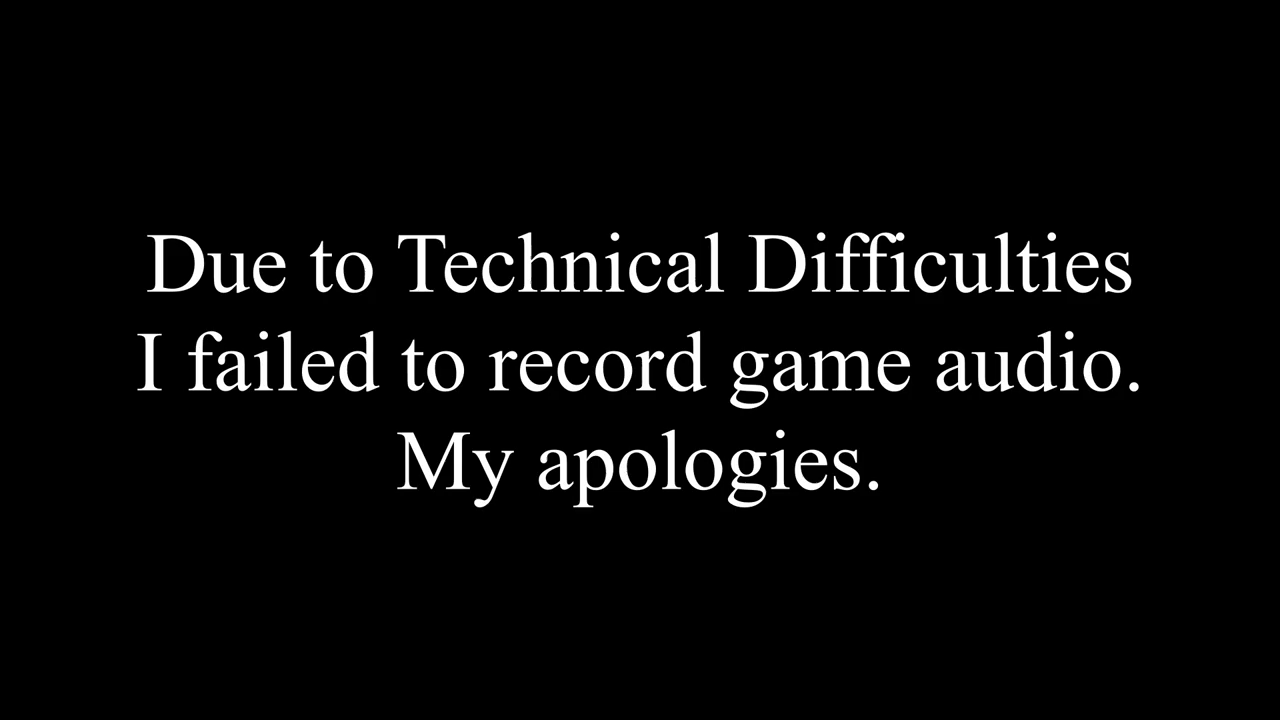 Due to Technical Difficulties
I failed to record game audio.
My apologies.